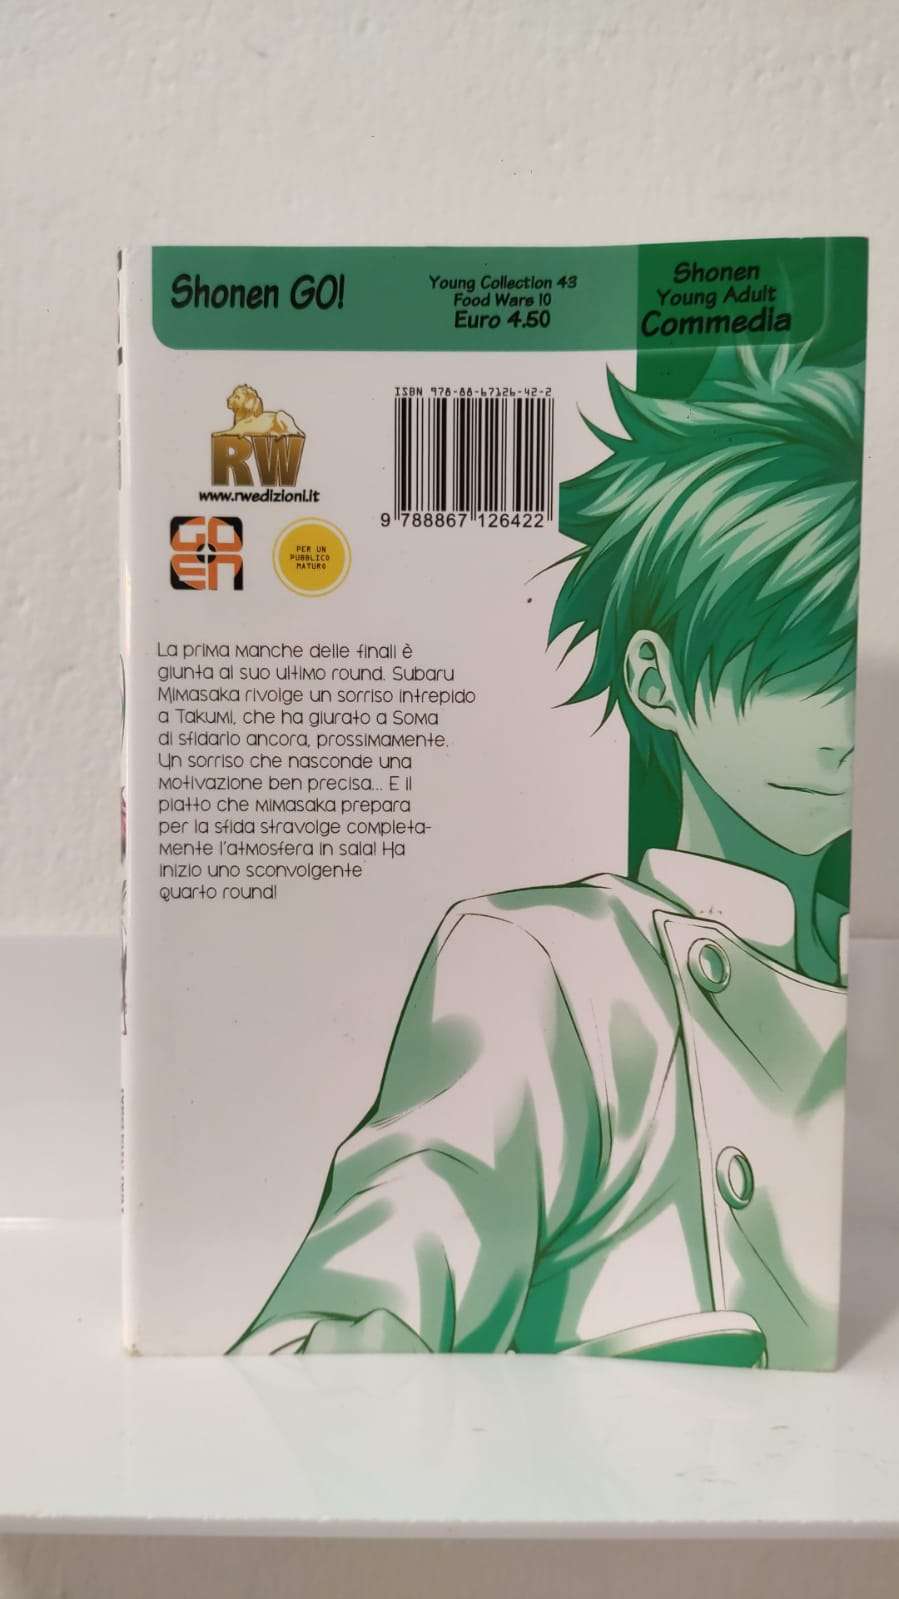 Shonen GO!
Young Collection 43
Food Wars 10
Euro 4.50
Shonen
Young Adult
Commedia
ISBN 978-88-67126-42-2
RW
www.rwedizioni.it
9 788867 126422
GO
EN
PER UN
PUBBLICO
MATURO
La prima manche delle finali è
giunta al suo ultimo round. Subaru
Mimasaka rivolge un sorriso intrepido
a Takumi, che ha giurato a Soma
di sfidarlo ancora, prossimamente.
Un sorriso che nasconde una
motivazione ben precisa... E il
piatto che Mimasaka prepara
per la sfida stravolge completa-
mente l'atmosfera in sala! Ha
inizio uno sconvolgente
quarto round!